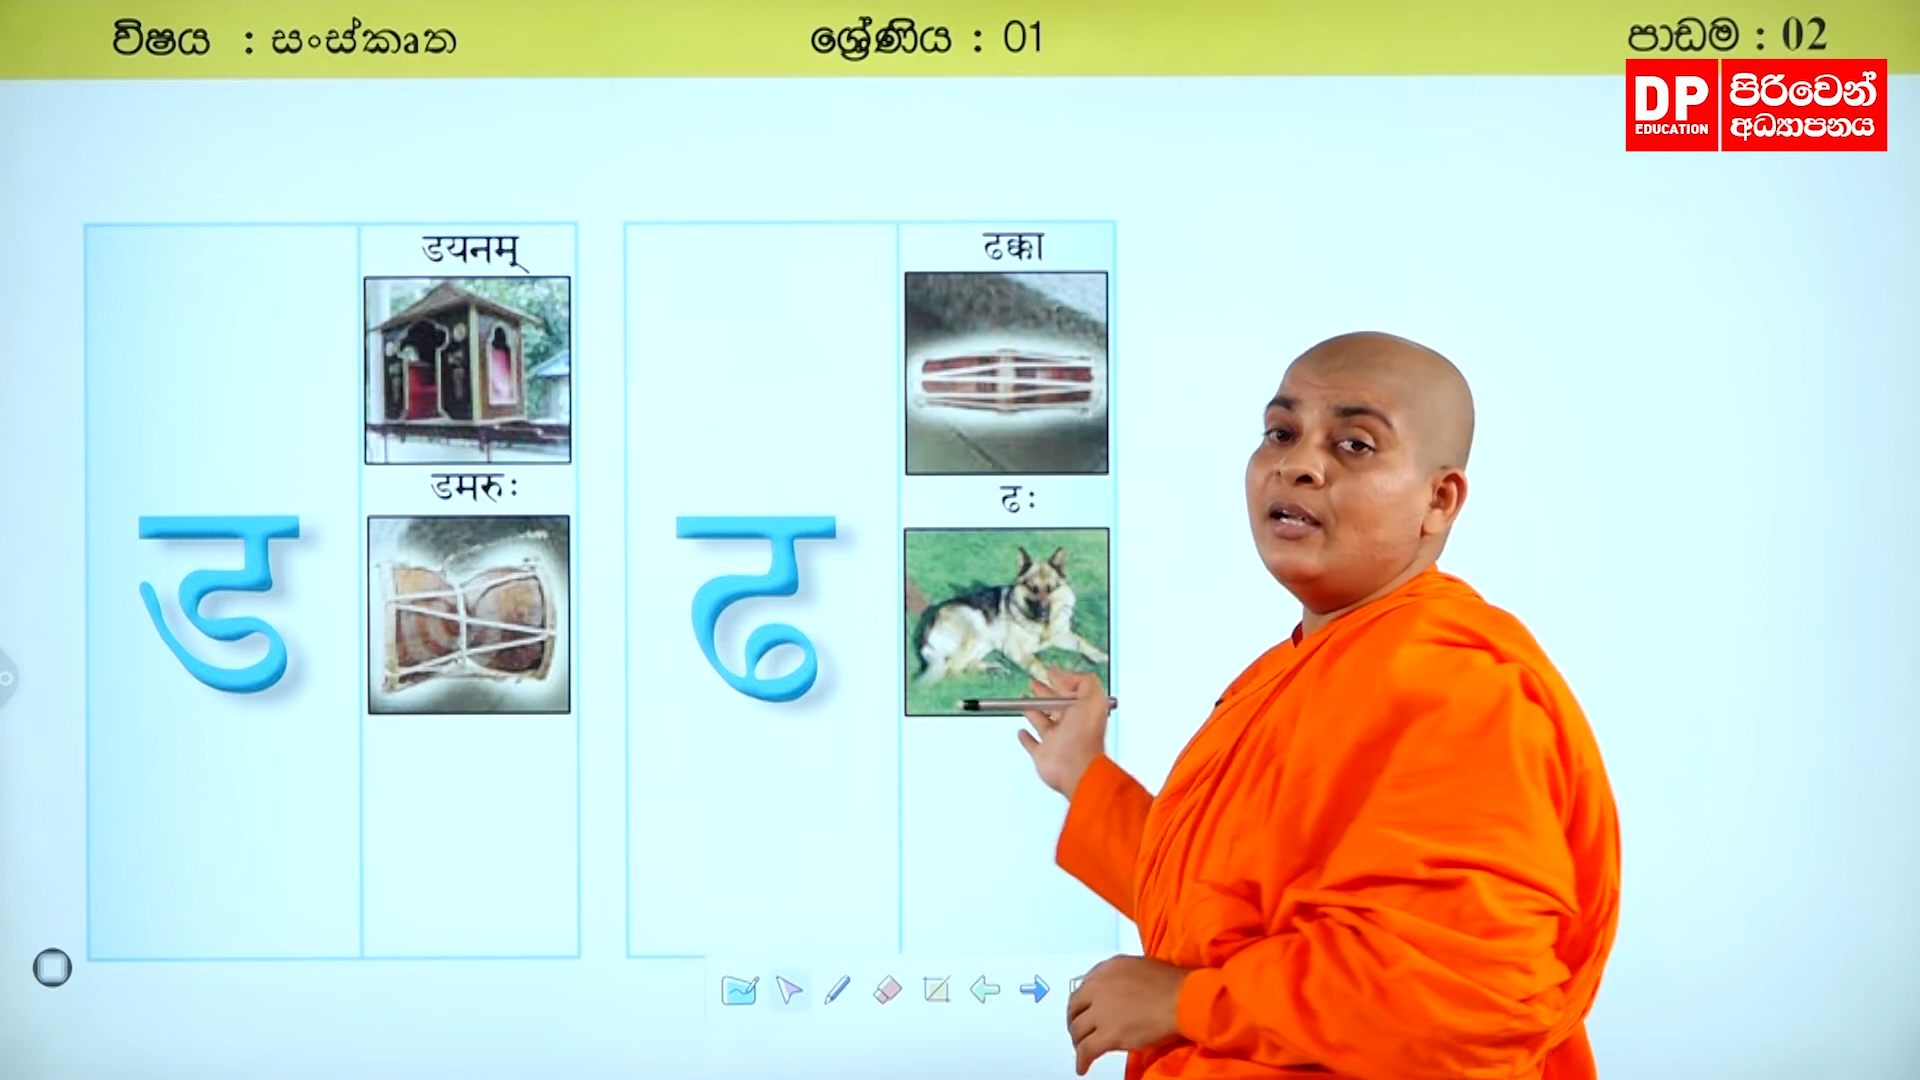 විෂය : සංස්කෘත
ශ්‍රේණිය : 01
පාඩම : 02
DP
EDUCATION
පිරිවෙන්
අධ්‍යාපනය
डयनम्
ढक्का
डमरुः
ढः
ड
ढ